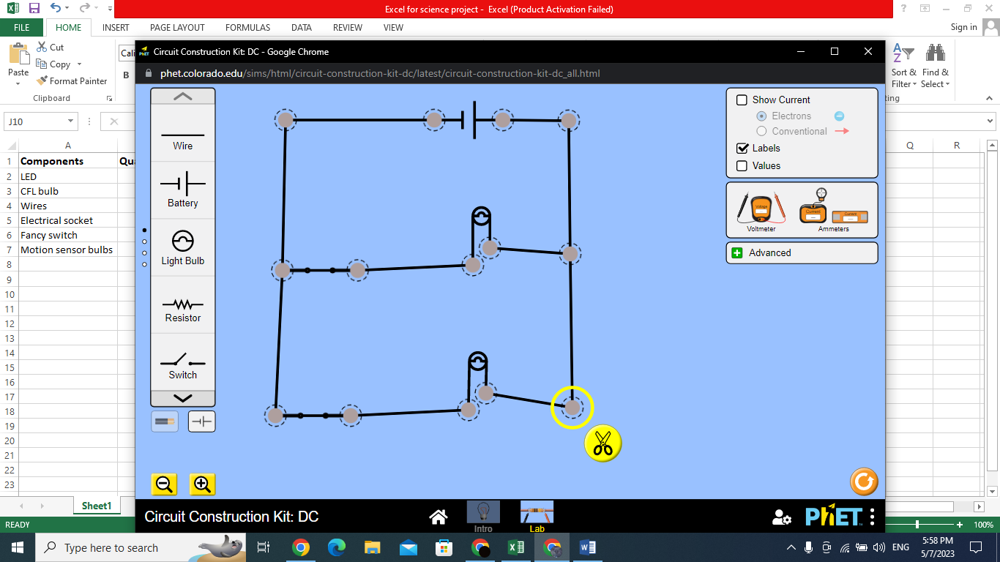 Excel for science project - Excel (Product Activation Failed)
FILE HOME INSERT PAGE LAYOUT FORMULAS DATA REVIEW VIEW Sign in
Cut
Copy
Format Painter
Paste
Clipboard
B
Sort & Filter
Find & Select
J10
A Q R
1 Components
2 LED
3 CFL bulb
4 Wires
5 Electrical socket
6 Fancy switch
7 Motion sensor bulbs
8
9
10
11
12
13
14
15
16
17
18
19
20
21
22
23
Sheet1
READY
100%
PhET Circuit Construction Kit: DC - Google Chrome
phet.colorado.edu/sims/html/circuit-construction-kit-dc/latest/circuit-construction-kit-dc_all.html
Wire
Battery
Light Bulb
Resistor
Switch
Show Current
Electrons
Conventional
Labels
Values
Voltage
Current
Current
Voltmeter
Ammeters
Advanced
Circuit Construction Kit: DC
Intro
Lab
PhET
Type here to search
ENG
5:58 PM
5/7/2023